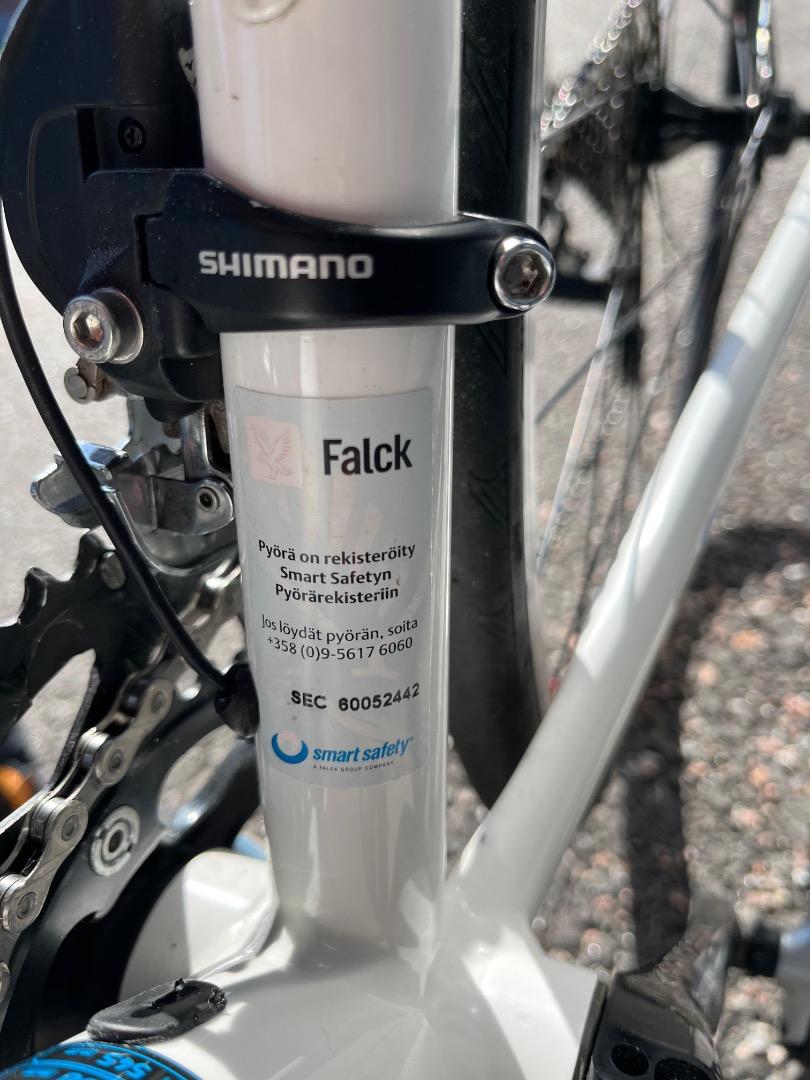 SHIMANO
Falck
Pyörä on rekisteröity
Smart Safetyn
Pyörärekisteriin
Jos löydät pyörän, soita
+358 (0)9-5617 6060
SEC 60052442
smart safety
A FALCK GROUP COMPANY